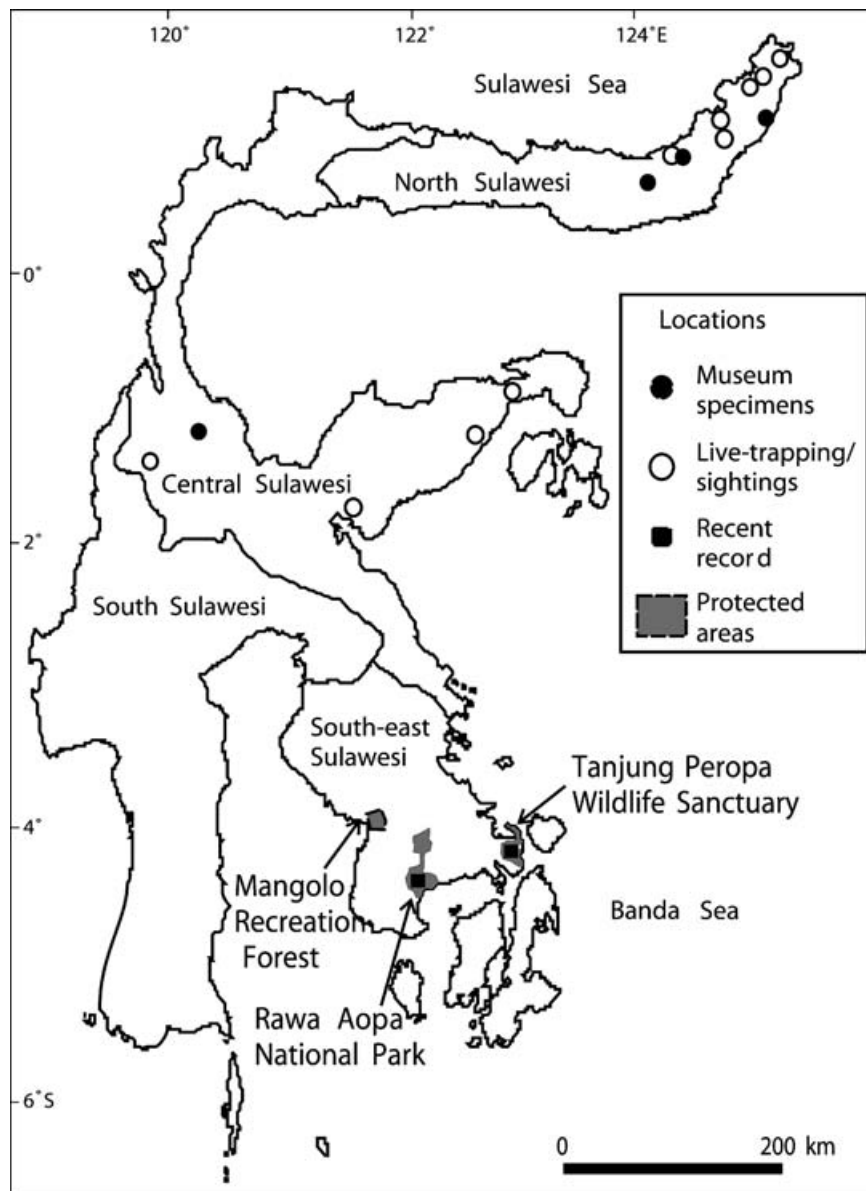 120˚
122˚
124˚E
Sulawesi Sea
North Sulawesi
0˚
Locations
Museum
specimens
Live-trapping/
sightings
Recent
record
Protected
areas
Central Sulawesi
2˚
South Sulawesi
South-east
Sulawesi
Tanjung Peropa
Wildlife Sanctuary
4˚
Mangolo
Recreation
Forest
Banda Sea
Rawa Aopa
National Park
6˚S
0
200 km